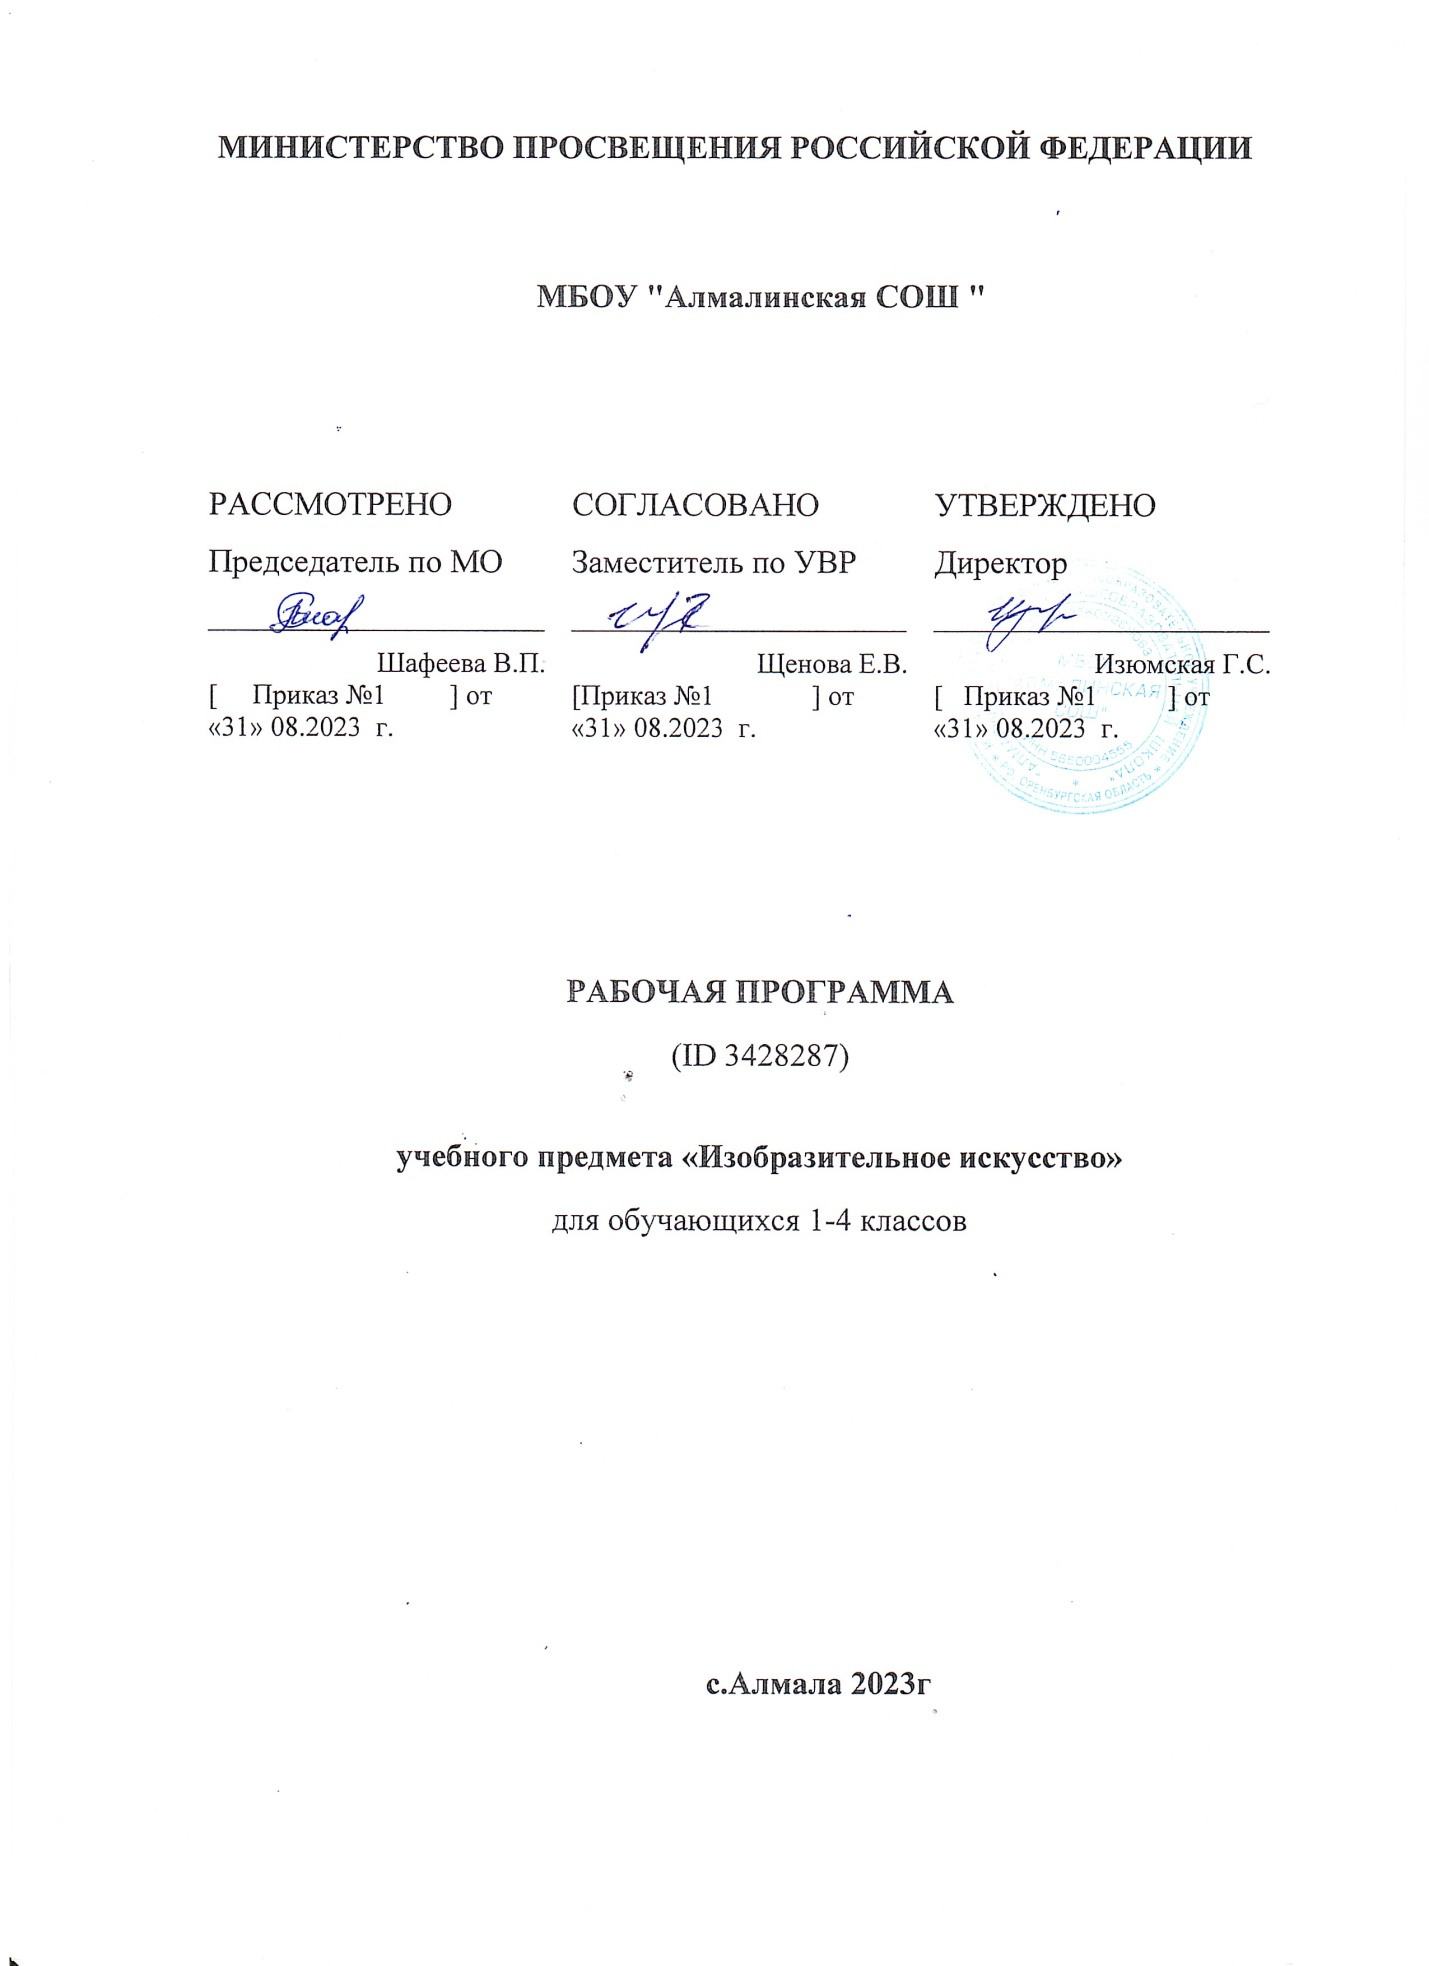 МИНИСТЕРСТВО ПРОСВЕЩЕНИЯ РОССИЙСКОЙ ФЕДЕРАЦИИ
МБОУ "Алмалинская СОШ "
РАССМОТРЕНО
Председатель по МО
Шафеева В.П.
[ Приказ №1 ] от
«31» 08.2023 г.
СОГЛАСОВАНО
Заместитель по УВР
Щенова Е.В.
[Приказ №1 ] от
«31» 08.2023 г.
УТВЕРЖДЕНО
Директор
Изюмская Г.С.
[ Приказ №1 ] от
«31» 08.2023 г.
ОРЕНБУРГСКАЯ ОБЛАСТЬ
РАБОЧАЯ ПРОГРАММА
(ID 3428287)
учебного предмета «Изобразительное искусство»
для обучающихся 1-4 классов
с.Алмала 2023г